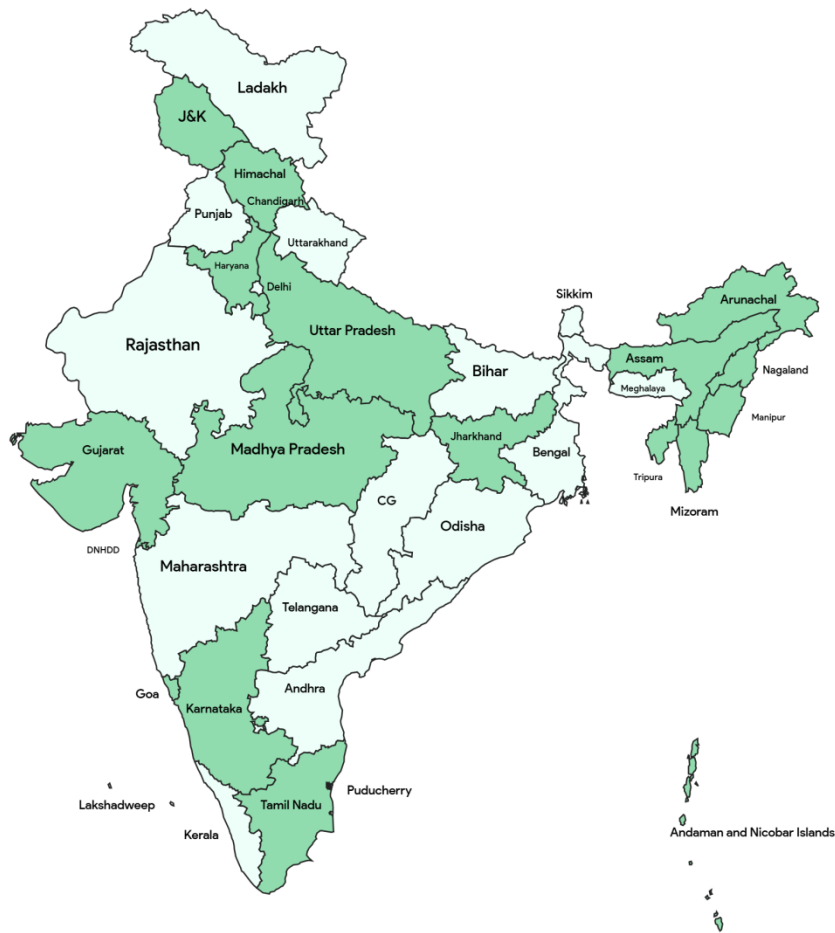 Ladakh
J&K
Himachal
Chandigarh
Punjab
Uttarakhand
Haryana
Delhi
Sikkim
Arunachal
Rajasthan
Uttar Pradesh
Bihar
Assam
Nagaland
Meghalaya
Manipur
Gujarat
Madhya Pradesh
Jharkhand
Bengal
Tripura
CG
Mizoram
Odisha
DNHDD
Maharashtra
Telangana
Goa
Andhra
Karnataka
Puducherry
Lakshadweep
Tamil Nadu
Kerala
Andaman and Nicobar Islands